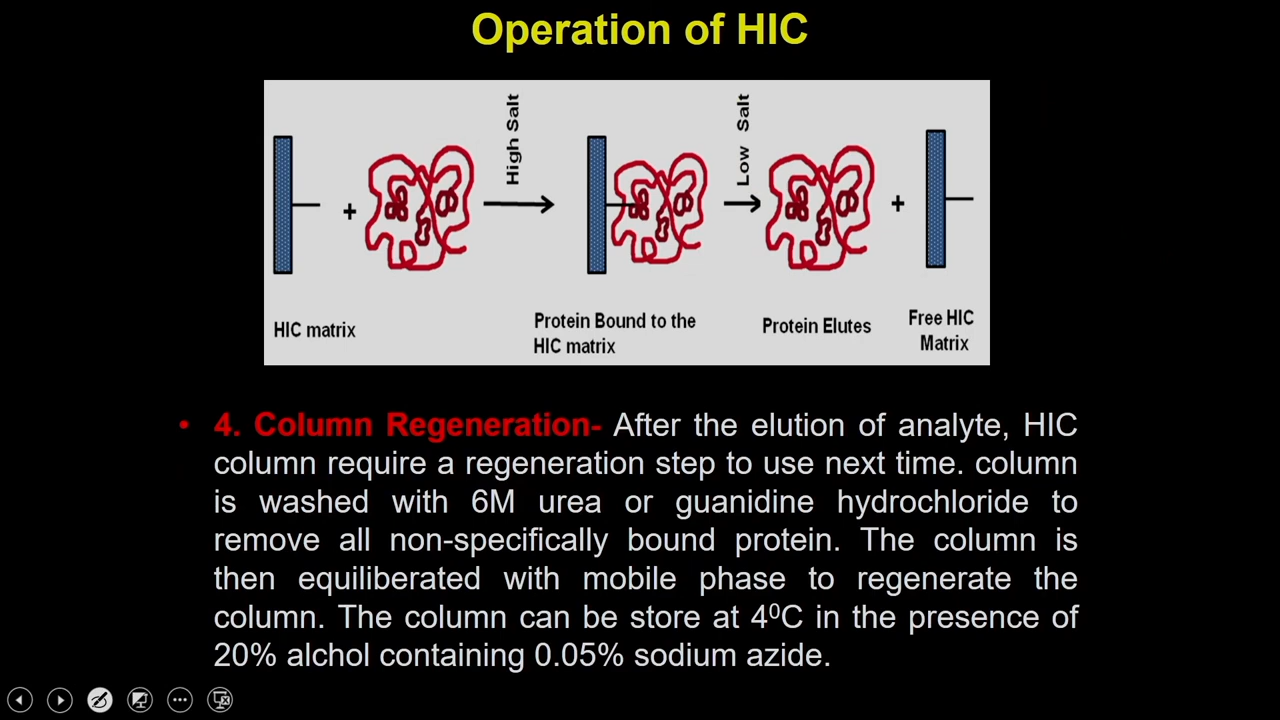 Operation of HIC
High Salt
Low Salt
+
+
HIC matrix
Protein Bound to the
HIC matrix
Protein Elutes
Free HIC
Matrix
• 4. Column Regeneration- After the elution of analyte, HIC
column require a regeneration step to use next time. column
is washed with 6M urea or guanidine hydrochloride to
remove all non-specifically bound protein. The column is
then equiliberated with mobile phase to regenerate the
column. The column can be store at 4⁰C in the presence of
20% alchol containing 0.05% sodium azide.